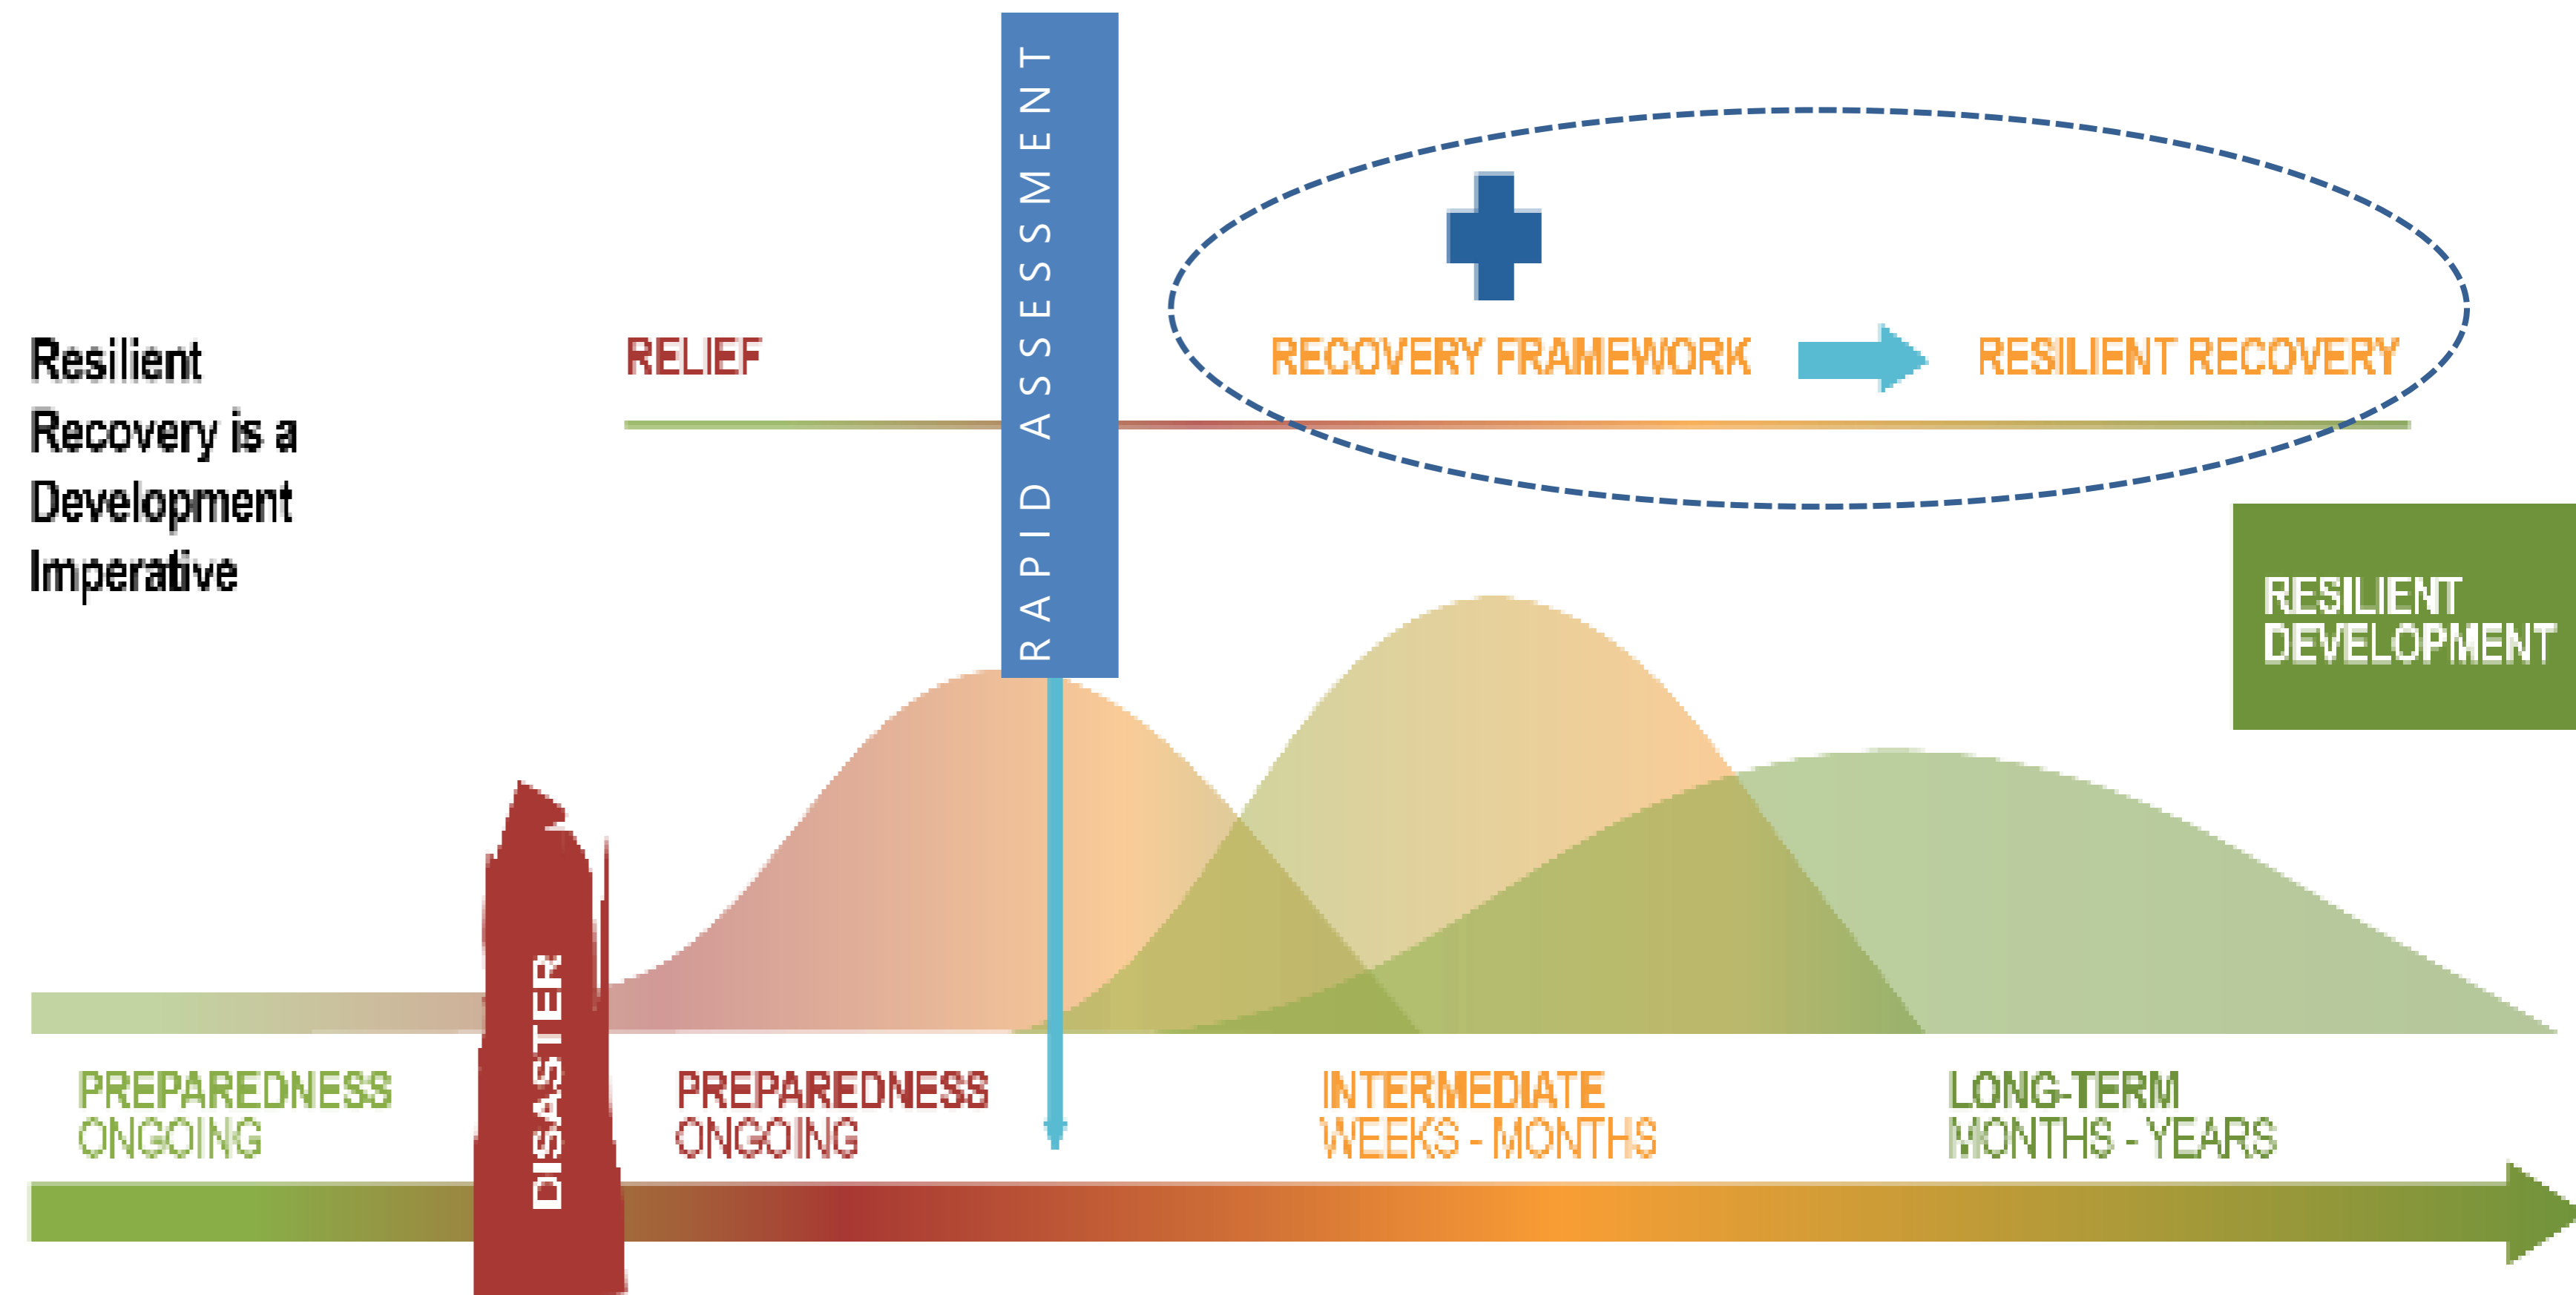 Resilient
Recovery is a
Development
Imperative
RELIEF
RAPID ASSESSMENT
RECOVERY FRAMEWORK
RESILIENT RECOVERY
RESILIENT
DEVELOPMENT
DISASTER
PREPAREDNESS
ONGOING
PREPAREDNESS
ONGOING
INTERMEDIATE
WEEKS - MONTHS
LONG-TERM
MONTHS - YEARS